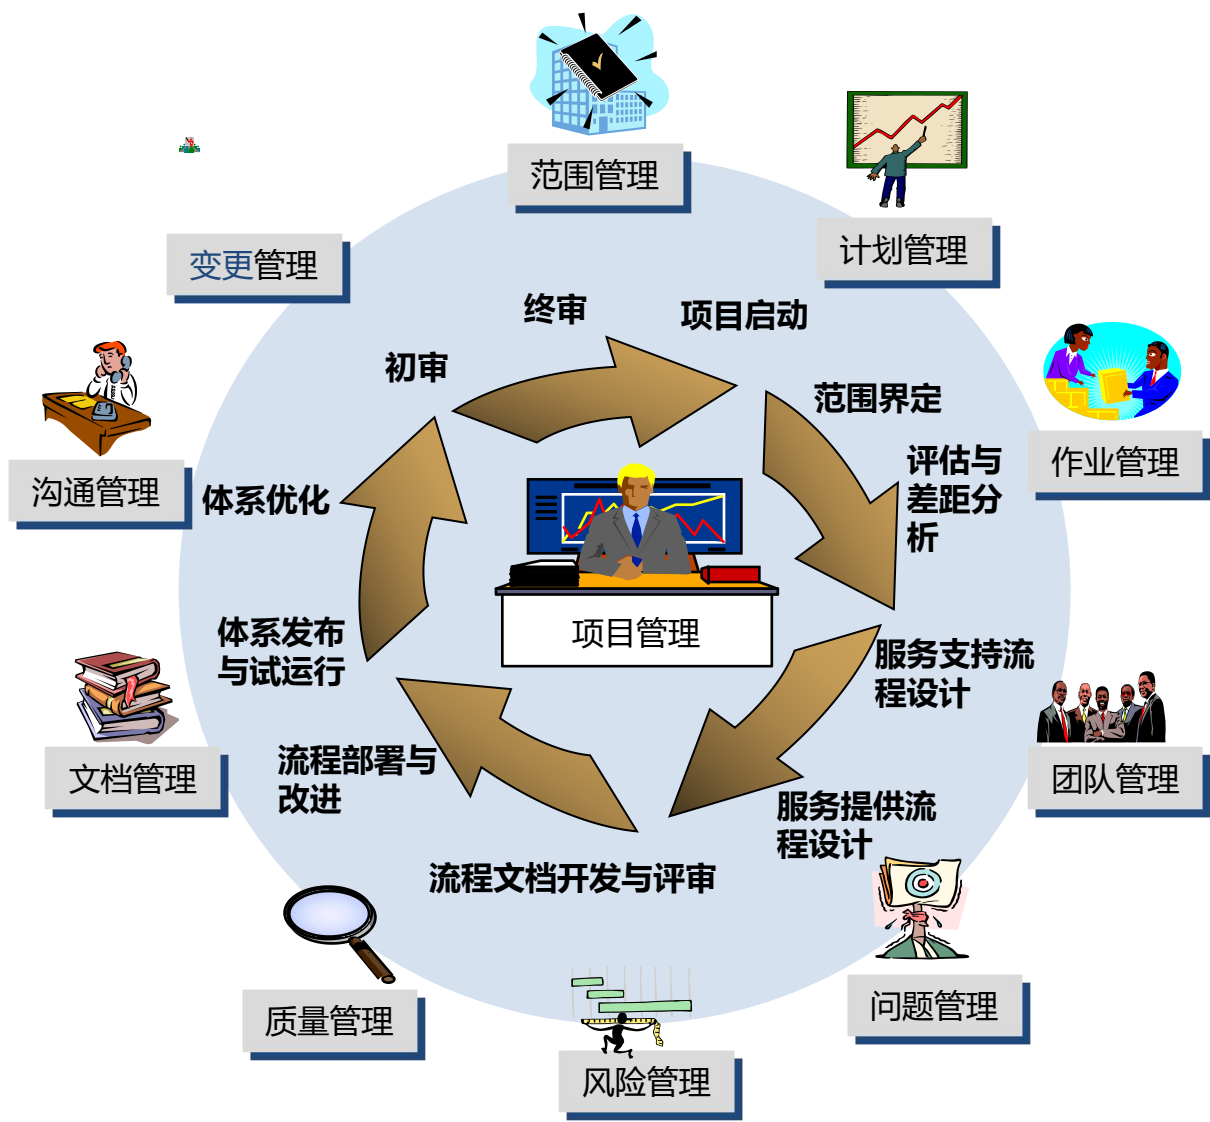 范围管理
计划管理
变更管理
终审
项目启动
初审
范围界定
作业管理
评估与
差距分
析
沟通管理
体系优化
项目管理
体系发布
与试运行
服务支持流
程设计
文档管理
团队管理
流程部署与
改进
服务提供流
程设计
流程文档开发与评审
质量管理
问题管理
风险管理